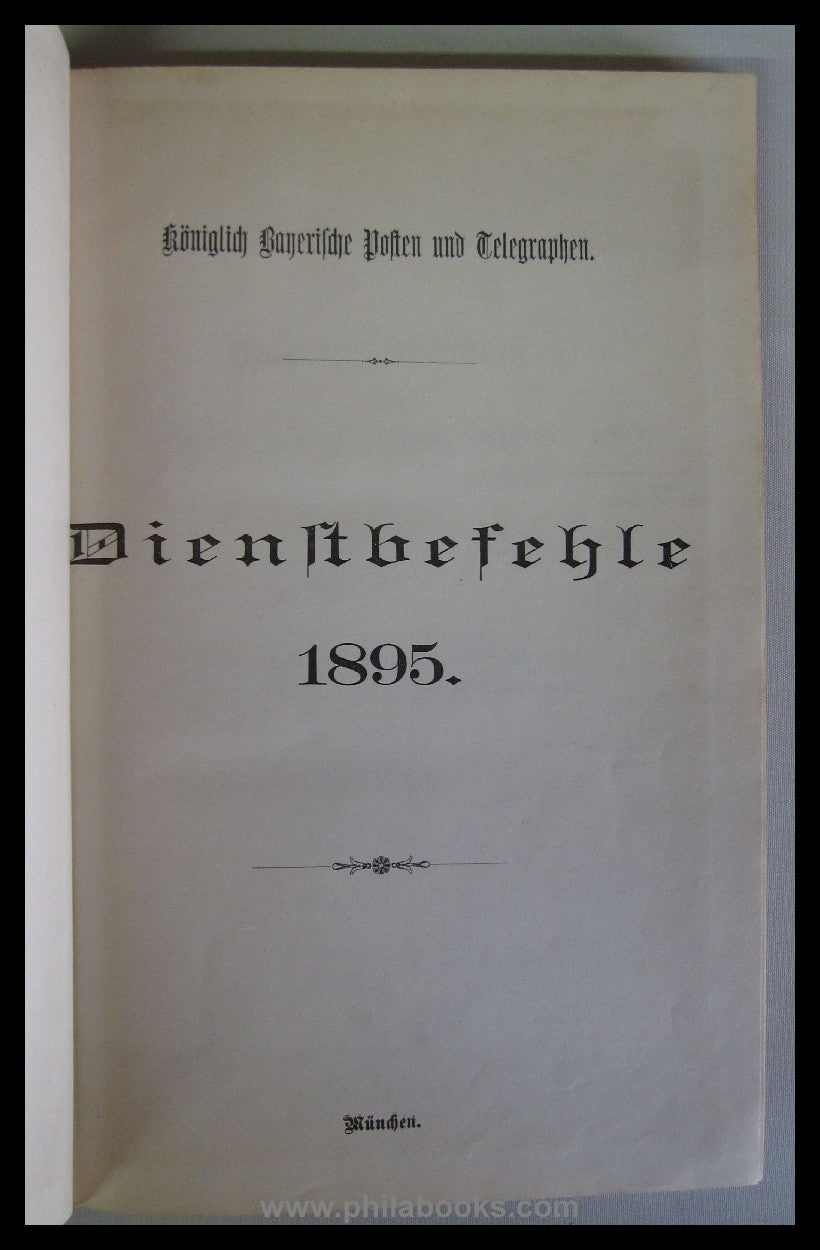 Königlich Bayerische Posten und Telegraphen.
Dienstbefehle
1895.
München.
www.philabooks.com